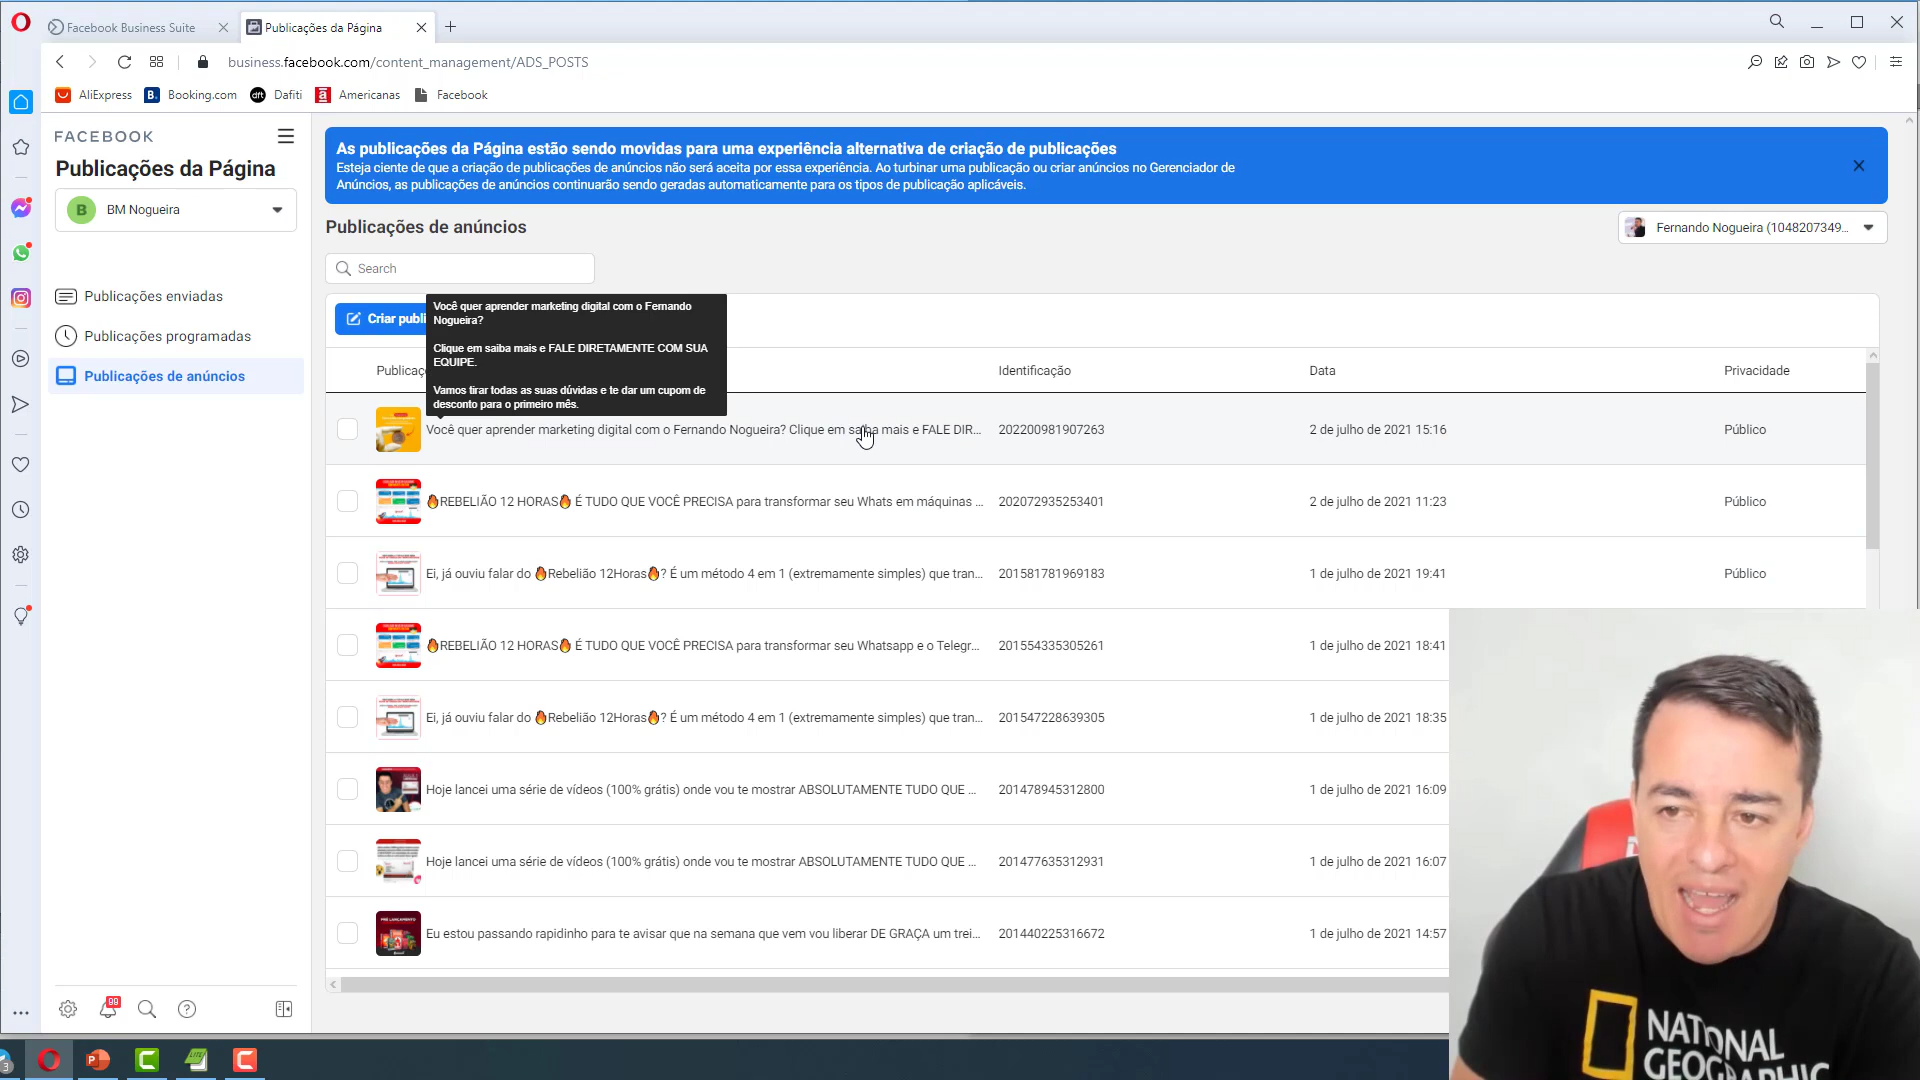 Facebook Business Suite
Publicações da Página
business.facebook.com/content_management/ADS_POSTS
AliExpress
B.
Booking.com
dft
Dafiti
a
Americanas
Facebook
FACEBOOK
Publicações da Página
B
BM Nogueira
Publicações enviadas
Publicações programadas
Publicações de anúncios
99
As publicações da Página estão sendo movidas para uma experiência alternativa de criação de publicações
Esteja ciente de que a criação de publicações de anúncios não será aceita por essa experiência. Ao turbinar uma publicação ou criar anúncios no Gerenciador de
Anúncios, as publicações de anúncios continuarão sendo geradas automaticamente para os tipos de publicação aplicáveis.
Publicações de anúncios
Fernando Nogueira (1048207349...
Search
Criar publi
Você quer aprender marketing digital com o Fernando
Nogueira?
Clique em saiba mais e FALE DIRETAMENTE COM SUA
EQUIPE.
Vamos tirar todas as suas dúvidas e te dar um cupom de
desconto para o primeiro mês.
Publicaç Identificação Data Privacidade
Você quer aprender marketing digital com o Fernando Nogueira? Clique em saiba mais e FALE DIR... 202200981907263 2 de julho de 2021 15:16 Público
🔥REBELIÃO 12 HORAS🔥 É TUDO QUE VOCÊ PRECISA para transformar seu Whats em máquinas ... 202072935253401 2 de julho de 2021 11:23 Público
Ei, já ouviu falar do 🔥Rebelião 12Horas🔥? É um método 4 em 1 (extremamente simples) que tran... 201581781969183 1 de julho de 2021 19:41 Público
🔥REBELIÃO 12 HORAS🔥 É TUDO QUE VOCÊ PRECISA para transformar seu Whatsapp e o Telegr... 201554335305261 1 de julho de 2021 18:41
Ei, já ouviu falar do 🔥Rebelião 12Horas🔥? É um método 4 em 1 (extremamente simples) que tran... 201547228639305 1 de julho de 2021 18:35
Hoje lancei uma série de vídeos (100% grátis) onde vou te mostrar ABSOLUTAMENTE TUDO QUE ... 201478945312800 1 de julho de 2021 16:09
Hoje lancei uma série de vídeos (100% grátis) onde vou te mostrar ABSOLUTAMENTE TUDO QUE ... 201477635312931 1 de julho de 2021 16:07
Eu estou passando rapidinho para te avisar que na semana que vem vou liberar DE GRAÇA um trei... 201440225316672 1 de julho de 2021 14:57
NATIONAL
GEOGRAPHIC
3
LITE